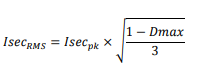 Isec_RMS = Isec_pk × √((1 − Dmax)/3)